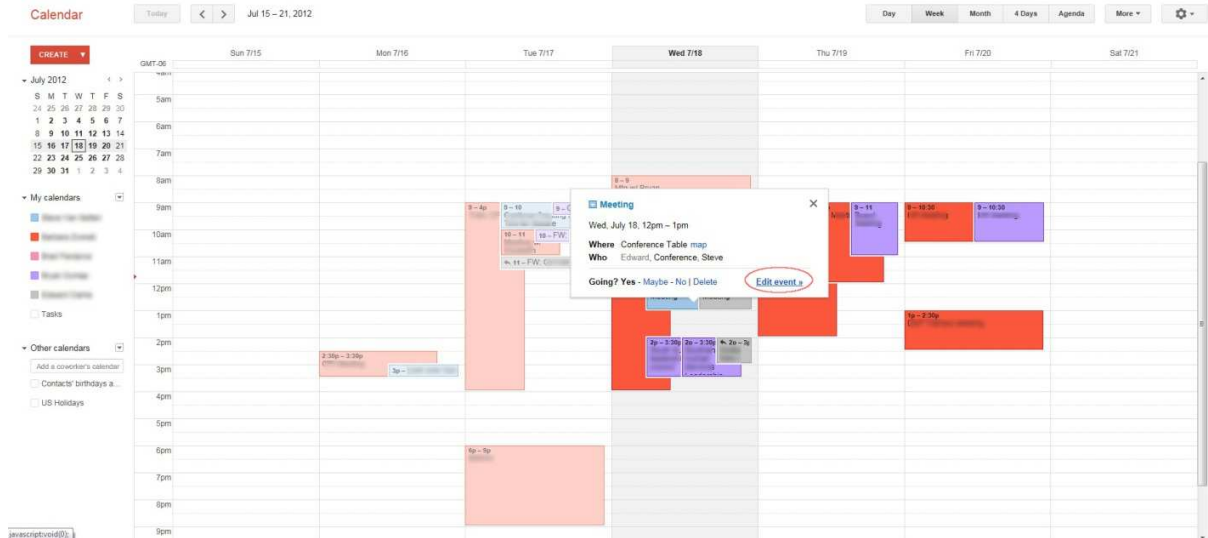 Calendar
Today < > Jul 15 – 21, 2012
Day Week Month 4 Days Agenda More
CREATE
Sun 7/15 Mon 7/16 Tue 7/17 Wed 7/18 Thu 7/19 Fri 7/20 Sat 7/21
GMT-06
July 2012 < >
S M T W T F S
24 25 26 27 28 29 30
1 2 3 4 5 6 7
8 9 10 11 12 13 14
15 16 17 18 19 20 21
22 23 24 25 26 27 28
29 30 31 1 2 3 4
My calendars
Tasks
Other calendars
Add a coworker's calendar
Contacts' birthdays a...
US Holidays
4am
5am
6am
7am
8am
9am
10am
11am
12pm
1pm
2pm
3pm
4pm
5pm
6pm
7pm
8pm
9pm
2:30p – 3:30p
3p –
9 – 4p
9 – 10
10 – 11
10 – FW:
11 – FW:
6p – 9p
8 – 9
Meeting
Wed, July 18, 12pm – 1pm
Where Conference Table map
Who Edward, Conference, Steve
Going? Yes - Maybe - No | Delete Edit event »
2p – 3:30p 2p – 3:30p 2p – 3p
9 – 11
9 – 10:30 9 – 10:30
1p – 2:30p
javascript:void(0);